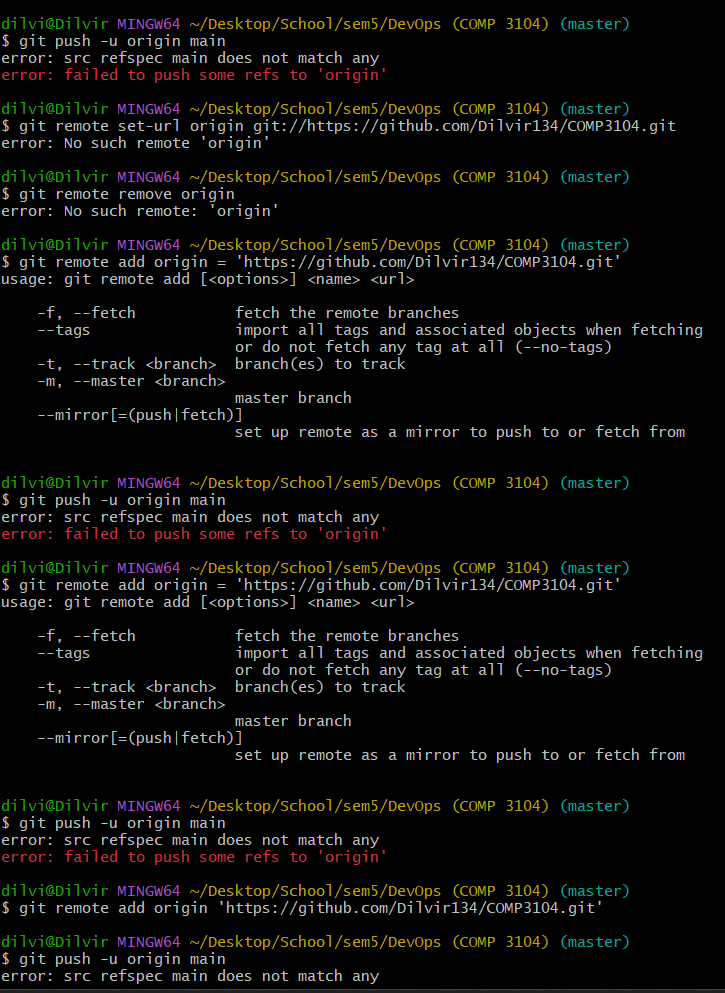 dilvi@Dilvir MINGW64 ~/Desktop/School/sem5/DevOps (COMP 3104) (master)
$ git push -u origin main
error: src refspec main does not match any
error: failed to push some refs to 'origin'
dilvi@Dilvir MINGW64 ~/Desktop/School/sem5/DevOps (COMP 3104) (master)
$ git remote set-url origin git://https://github.com/Dilvir134/COMP3104.git
error: No such remote 'origin'
dilvi@Dilvir MINGW64 ~/Desktop/School/sem5/DevOps (COMP 3104) (master)
$ git remote remove origin
error: No such remote: 'origin'
dilvi@Dilvir MINGW64 ~/Desktop/School/sem5/DevOps (COMP 3104) (master)
$ git remote add origin = 'https://github.com/Dilvir134/COMP3104.git'
usage: git remote add [<options>] <name> <url>
-f, --fetch fetch the remote branches
--tags import all tags and associated objects when fetching
or do not fetch any tag at all (--no-tags)
-t, --track <branch> branch(es) to track
-m, --master <branch>
master branch
--mirror[=(push|fetch)]
set up remote as a mirror to push to or fetch from
dilvi@Dilvir MINGW64 ~/Desktop/School/sem5/DevOps (COMP 3104) (master)
$ git push -u origin main
error: src refspec main does not match any
error: failed to push some refs to 'origin'
dilvi@Dilvir MINGW64 ~/Desktop/School/sem5/DevOps (COMP 3104) (master)
$ git remote add origin = 'https://github.com/Dilvir134/COMP3104.git'
usage: git remote add [<options>] <name> <url>
-f, --fetch fetch the remote branches
--tags import all tags and associated objects when fetching
or do not fetch any tag at all (--no-tags)
-t, --track <branch> branch(es) to track
-m, --master <branch>
master branch
--mirror[=(push|fetch)]
set up remote as a mirror to push to or fetch from
dilvi@Dilvir MINGW64 ~/Desktop/School/sem5/DevOps (COMP 3104) (master)
$ git push -u origin main
error: src refspec main does not match any
error: failed to push some refs to 'origin'
dilvi@Dilvir MINGW64 ~/Desktop/School/sem5/DevOps (COMP 3104) (master)
$ git remote add origin 'https://github.com/Dilvir134/COMP3104.git'
dilvi@Dilvir MINGW64 ~/Desktop/School/sem5/DevOps (COMP 3104) (master)
$ git push -u origin main
error: src refspec main does not match any